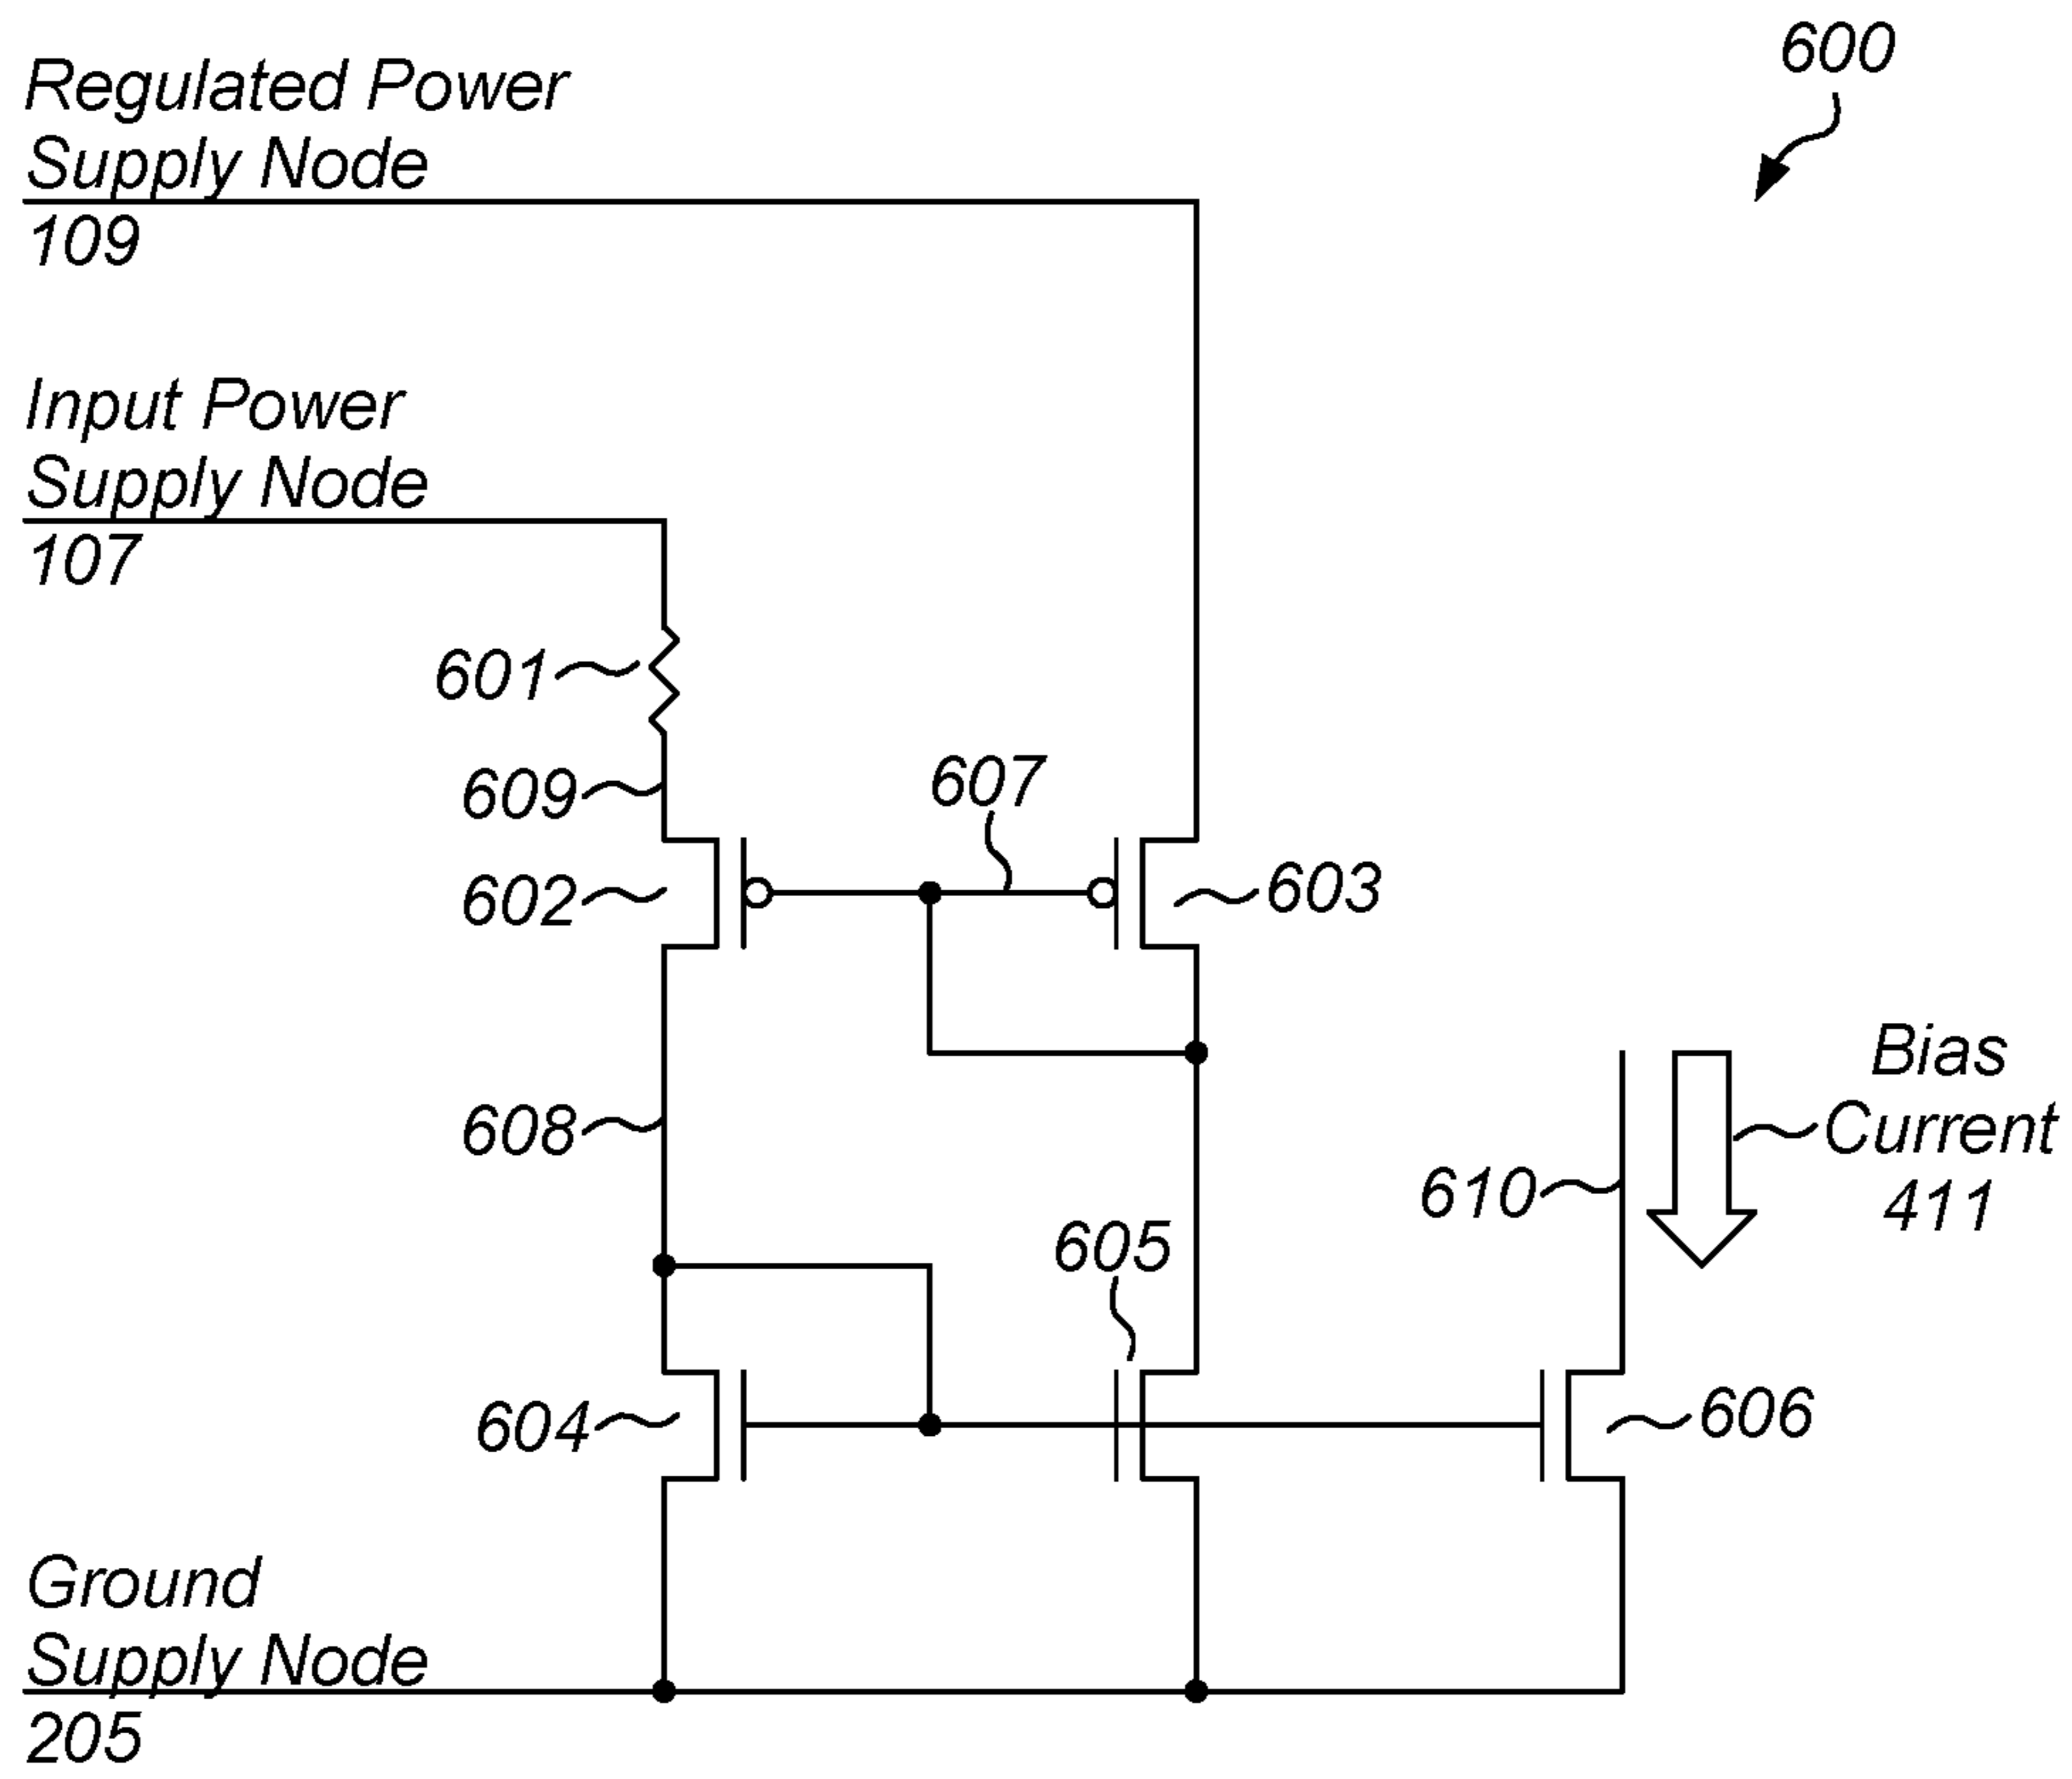 600
Regulated Power
Supply Node
109
Input Power
Supply Node
107
601
609
607
602
603
608
Bias
Current
411
610
605
604
606
Ground
Supply Node
205